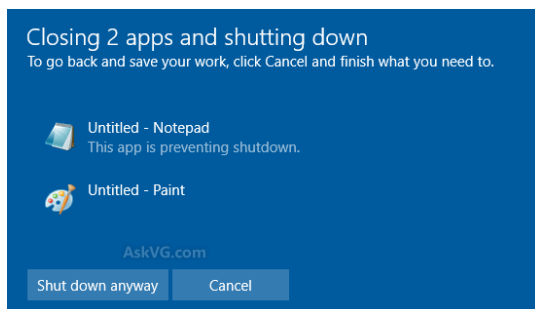 Closing 2 apps and shutting down
To go back and save your work, click Cancel and finish what you need to.
Untitled - Notepad
This app is preventing shutdown.
Untitled - Paint
AskVG.com
Shut down anyway
Cancel